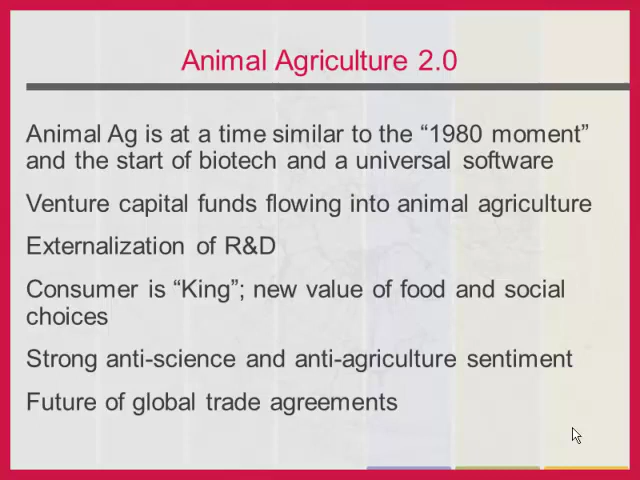 Animal Agriculture 2.0
Animal Ag is at a time similar to the “1980 moment”
and the start of biotech and a universal software
Venture capital funds flowing into animal agriculture
Externalization of R&D
Consumer is “King”; new value of food and social
choices
Strong anti-science and anti-agriculture sentiment
Future of global trade agreements